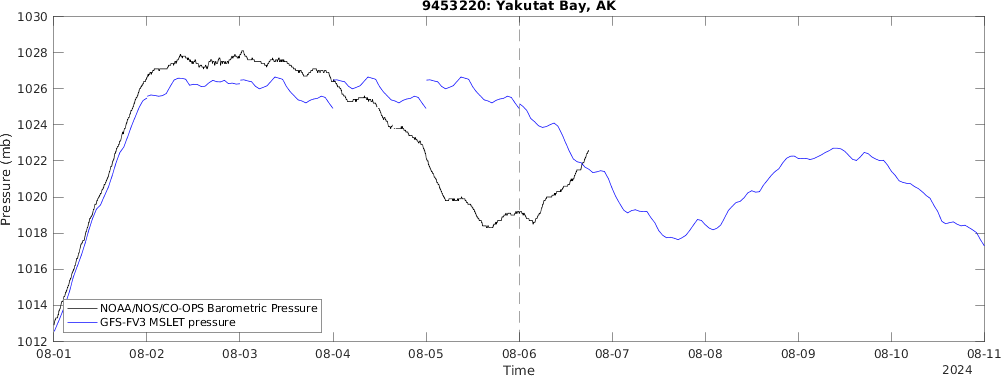 9453220: Yakutat Bay, AK
Pressure (mb)
1030
1028
1026
1024
1022
1020
1018
1016
1014
1012
NOAA/NOS/CO-OPS Barometric Pressure
GFS-FV3 MSLET pressure
08-01 08-02 08-03 08-04 08-05 08-06 08-07 08-08 08-09 08-10 08-11
Time
2024